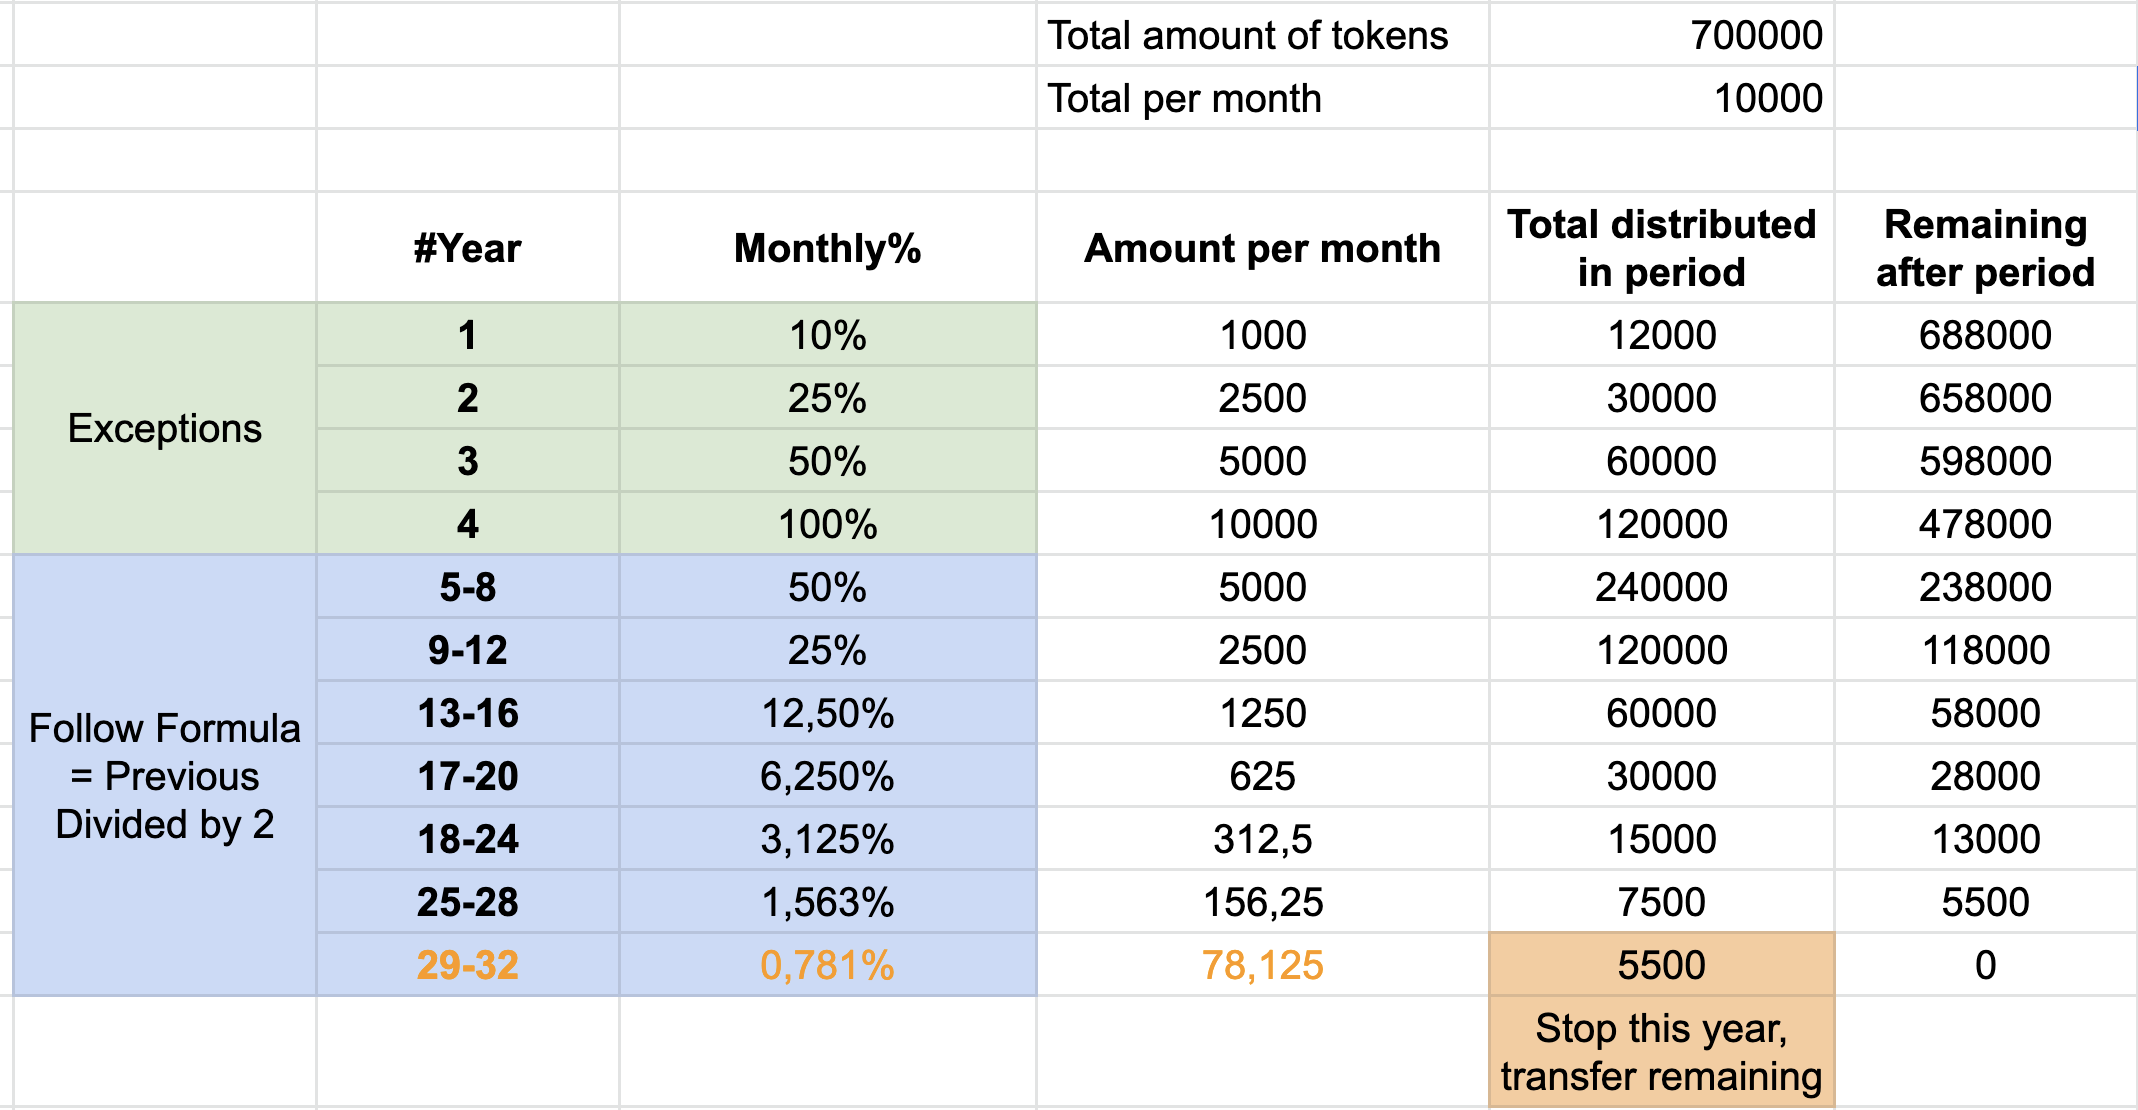 Total amount of tokens 700000
Total per month 10000
#Year Monthly% Amount per month Total distributed in period Remaining after period
Exceptions
1 10% 1000 12000 688000
2 25% 2500 30000 658000
3 50% 5000 60000 598000
4 100% 10000 120000 478000
Follow Formula
= Previous
Divided by 2
5-8 50% 5000 240000 238000
9-12 25% 2500 120000 118000
13-16 12,50% 1250 60000 58000
17-20 6,250% 625 30000 28000
18-24 3,125% 312,5 15000 13000
25-28 1,563% 156,25 7500 5500
29-32 0,781% 78,125 5500 0
Stop this year,
transfer remaining